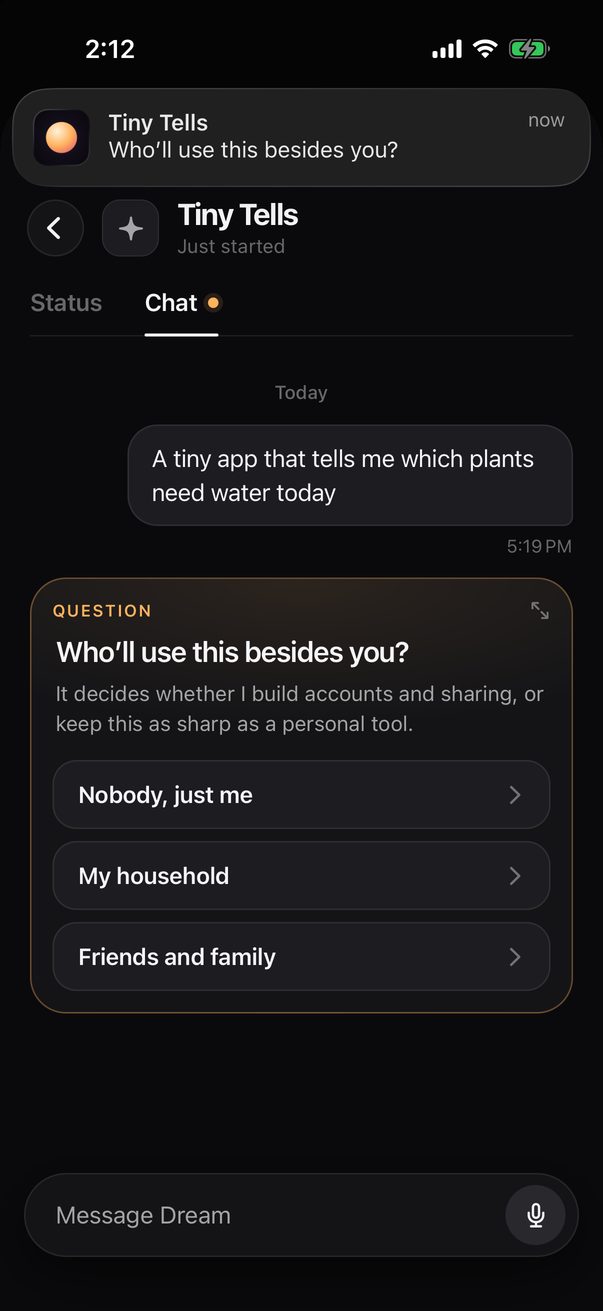 2:12
Tiny Tells
now
Who’ll use this besides you?
Tiny Tells
Just started
Status
Chat
Today
A tiny app that tells me which plants
need water today
5:19 PM
QUESTION
Who’ll use this besides you?
It decides whether I build accounts and sharing, or
keep this as sharp as a personal tool.
Nobody, just me
My household
Friends and family
Message Dream